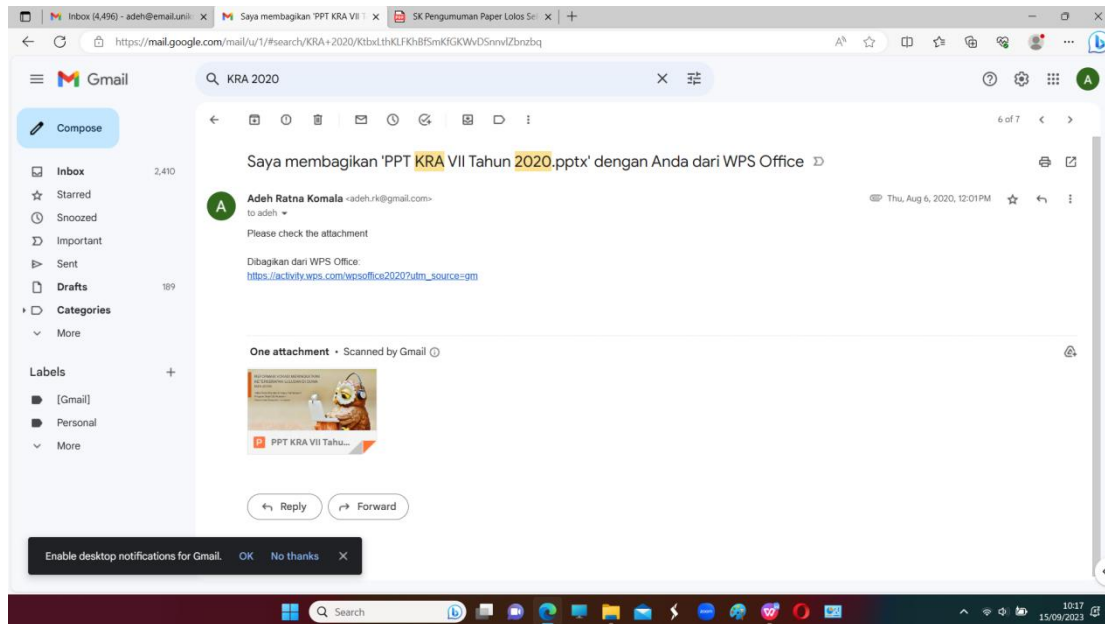 Inbox (4,496) - adeh@email.unik
Saya membagikan 'PPT KRA VII T
SK Pengumuman Paper Lolos Sel
https://mail.google.com/mail/u/1/#search/KRA+2020/KtbxLthKLFKhBfSmKfGKWvDSnnvlZbnzbq
Gmail
KRA 2020
A
Compose
6 of 7
Saya membagikan 'PPT KRA VII Tahun 2020.pptx' dengan Anda dari WPS Office
Inbox 2,410
Starred
Snoozed
Important
Sent
Drafts 189
Categories
More
A
Adeh Ratna Komala <adeh.rk@gmail.com>
Thu, Aug 6, 2020, 12:01 PM
to adeh
Please check the attachment
Dibagikan dari WPS Office:
https://activity.wps.com/wpsoffice2020?utm_source=gm
One attachment • Scanned by Gmail
Labels
[Gmail]
Personal
More
P PPT KRA VII Tahu...
Reply
Forward
Enable desktop notifications for Gmail. OK No thanks
Search
10:17
15/09/2023